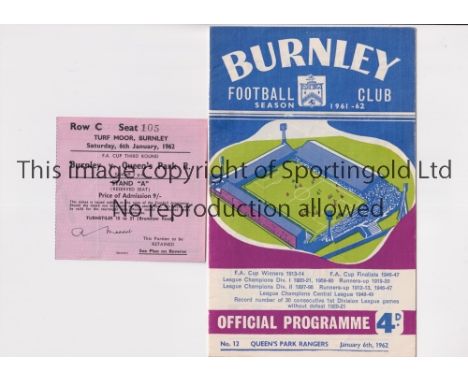 BURNLEY
FOOTBALL CLUB
SEASON 1961-62
Row C Seat 105
TURF MOOR, BURNLEY
Saturday, 6th January, 1962
F.A. CUP THIRD ROUND
Burnley v. Queen's Park R.
STAND "A"
(RESERVED SEAT)
Price of Admission 9/-
This Portion to be
RETAINED
See Plan on Reverse
This image is copyright of Sportingold Ltd
No reproduction allowed.
F.A. Cup Winners 1913-14 F.A. Cup Finalists 1946-47
League Champions Div. I 1920-21, 1959-60 Runners-up 1919-20
League Champions Div. II 1897-98 Runners-up 1912-13, 1946-47
League Champions Central League 1948-49
Record number of 30 consecutive 1st Division League games
without defeat 1920-21
OFFICIAL PROGRAMME 4D.
No. 12 QUEEN'S PARK RANGERS January 6th, 1962